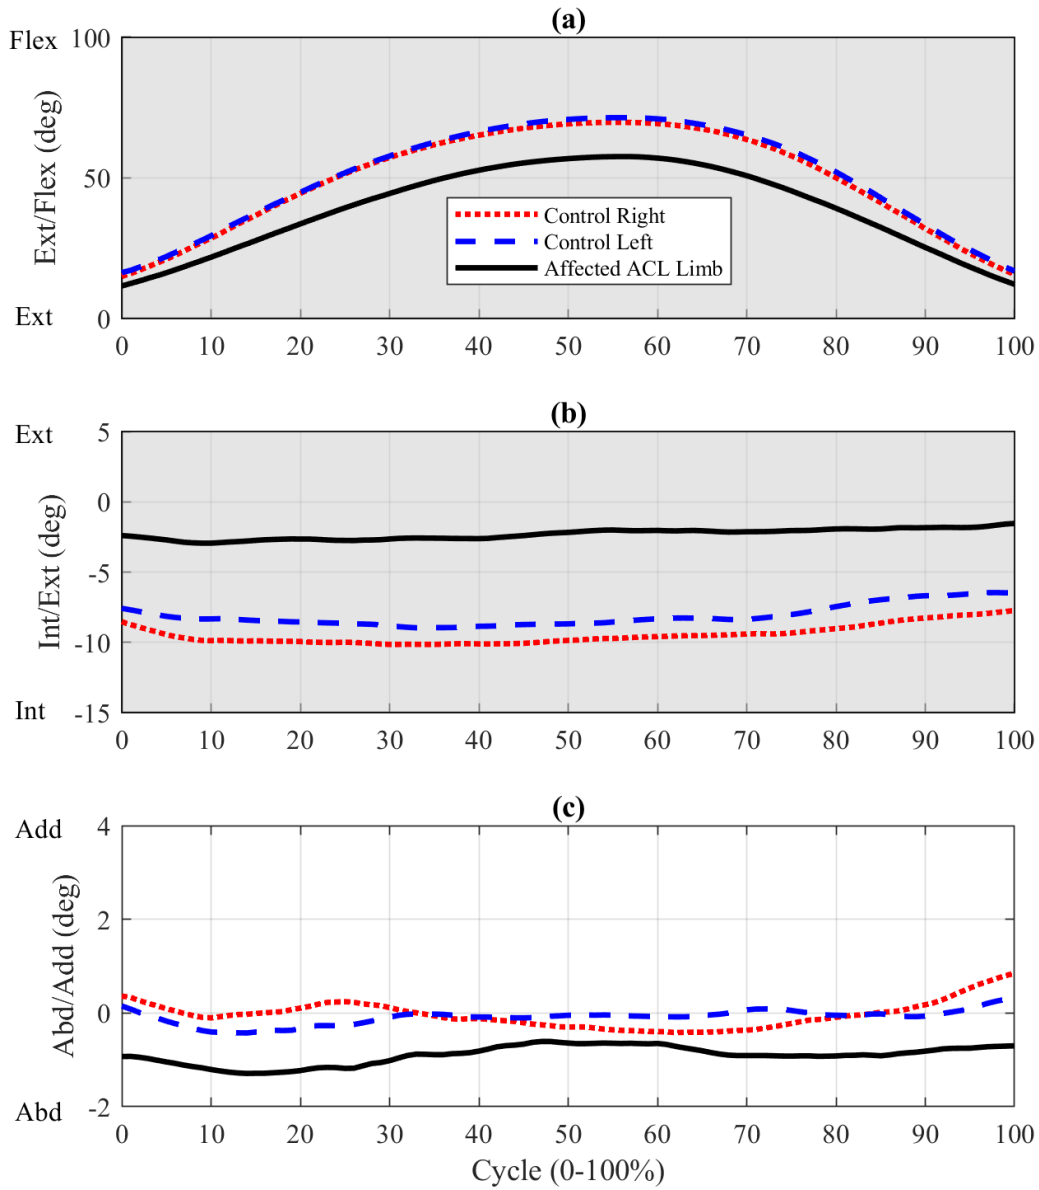 (a)
Flex
100
Ext/Flex (deg)
50
Control Right
Control Left
Affected ACL Limb
Ext
0
0 10 20 30 40 50 60 70 80 90 100
(b)
Ext
5
Int/Ext (deg)
0
-5
-10
Int
-15
0 10 20 30 40 50 60 70 80 90 100
(c)
Add
4
Abd/Add (deg)
2
0
Abd
-2
0 10 20 30 40 50 60 70 80 90 100
Cycle (0-100%)